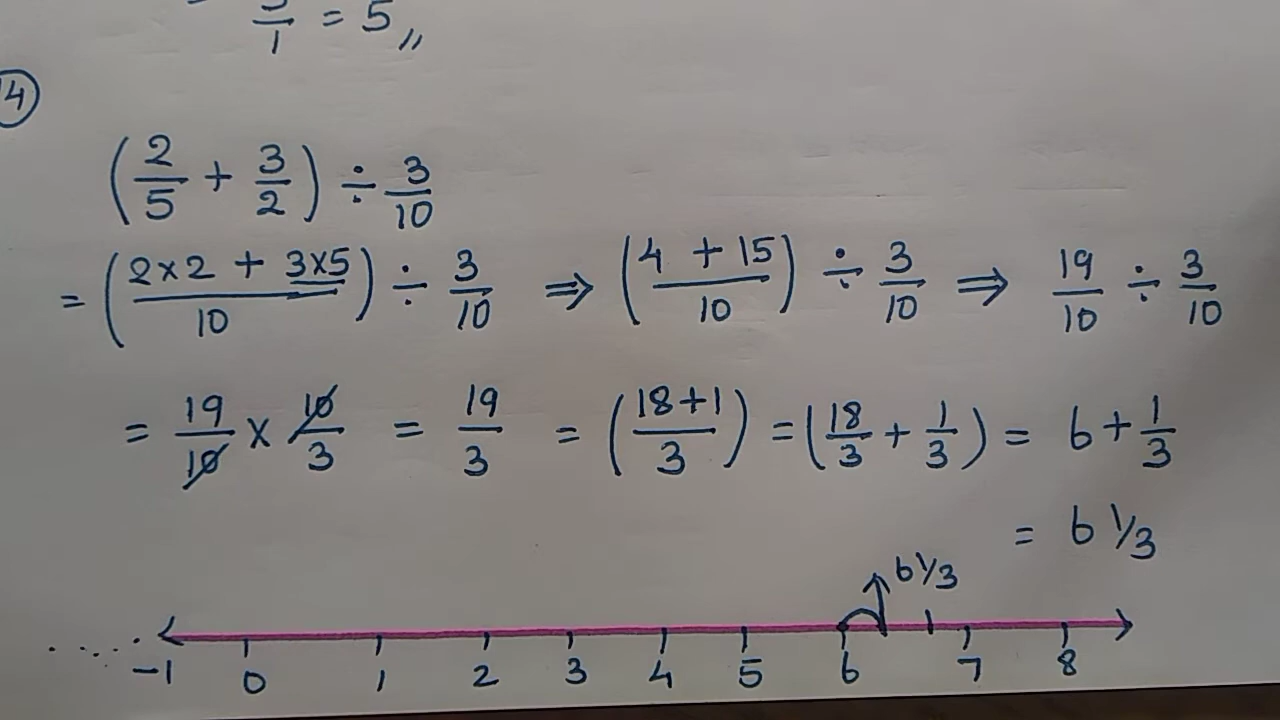 5/1 = 5 ,,
14
(2/5 + 3/2) ÷ 3/10
= ((2×2 + 3×5)/10) ÷ 3/10 ⇒ ((4 + 15)/10) ÷ 3/10 ⇒ 19/10 ÷ 3/10
= 19/10 × 10/3 = 19/3 = ((18+1)/3) = (18/3 + 1/3) = 6 + 1/3
= 6 1/3
6 1/3
..... -1 0 1 2 3 4 5 6 7 8